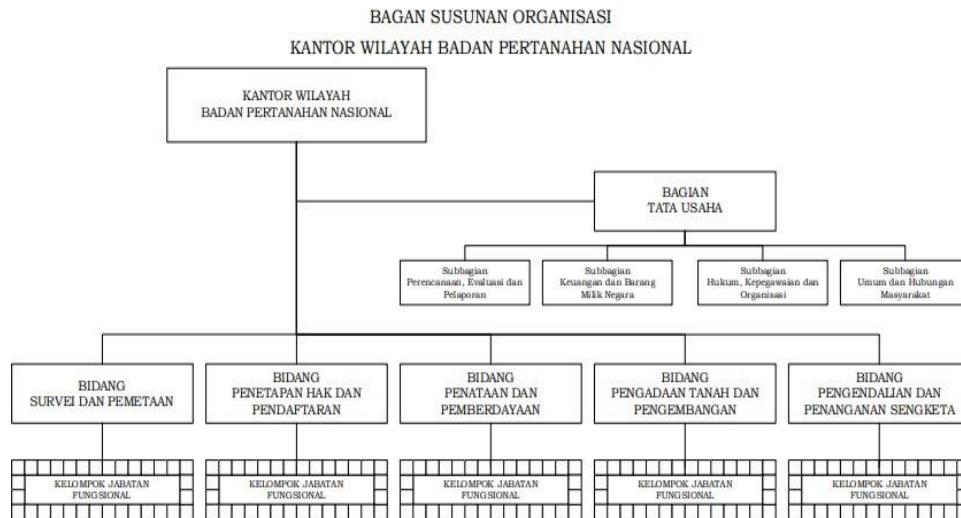 BAGAN SUSUNAN ORGANISASI
KANTOR WILAYAH BADAN PERTANAHAN NASIONAL
KANTOR WILAYAH
BADAN PERTANAHAN NASIONAL
BAGIAN
TATA USAHA
Subbagian
Perencanaan, Evaluasi dan
Pelaporan
Subbagian
Keuangan dan Barang
Milik Negara
Subbagian
Hukum, Kepegawaian dan
Organisasi
Subbagian
Umum dan Hubungan
Masyarakat
BIDANG
SURVEI DAN PEMETAAN
BIDANG
PENETAPAN HAK DAN
PENDAFTARAN
BIDANG
PENATAAN DAN
PEMBERDAYAAN
BIDANG
PENGADAAN TANAH DAN
PENGEMBANGAN
BIDANG
PENGENDALIAN DAN
PENANGANAN SENGKETA
KELOMPOK JABATAN
FUNGSIONAL
KELOMPOK JABATAN
FUNGSIONAL
KELOMPOK JABATAN
FUNGSIONAL
KELOMPOK JABATAN
FUNGSIONAL
KELOMPOK JABATAN
FUNGSIONAL